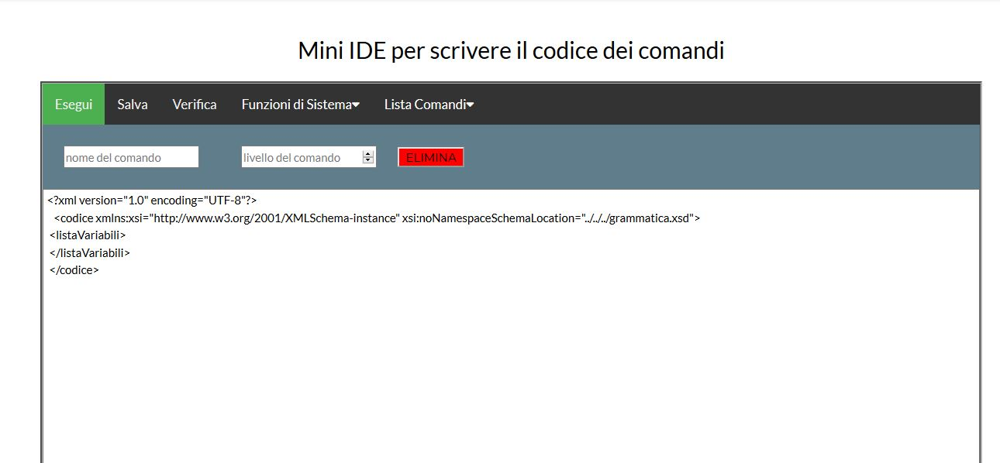 Mini IDE per scrivere il codice dei comandi
Esegui Salva Verifica Funzioni di Sistema Lista Comandi
nome del comando livello del comando ELIMINA
<?xml version="1.0" encoding="UTF-8"?>
<codice xmlns:xsi="http://www.w3.org/2001/XMLSchema-instance" xsi:noNamespaceSchemaLocation="../../../grammatica.xsd">
<listaVariabili>
</listaVariabili>
</codice>